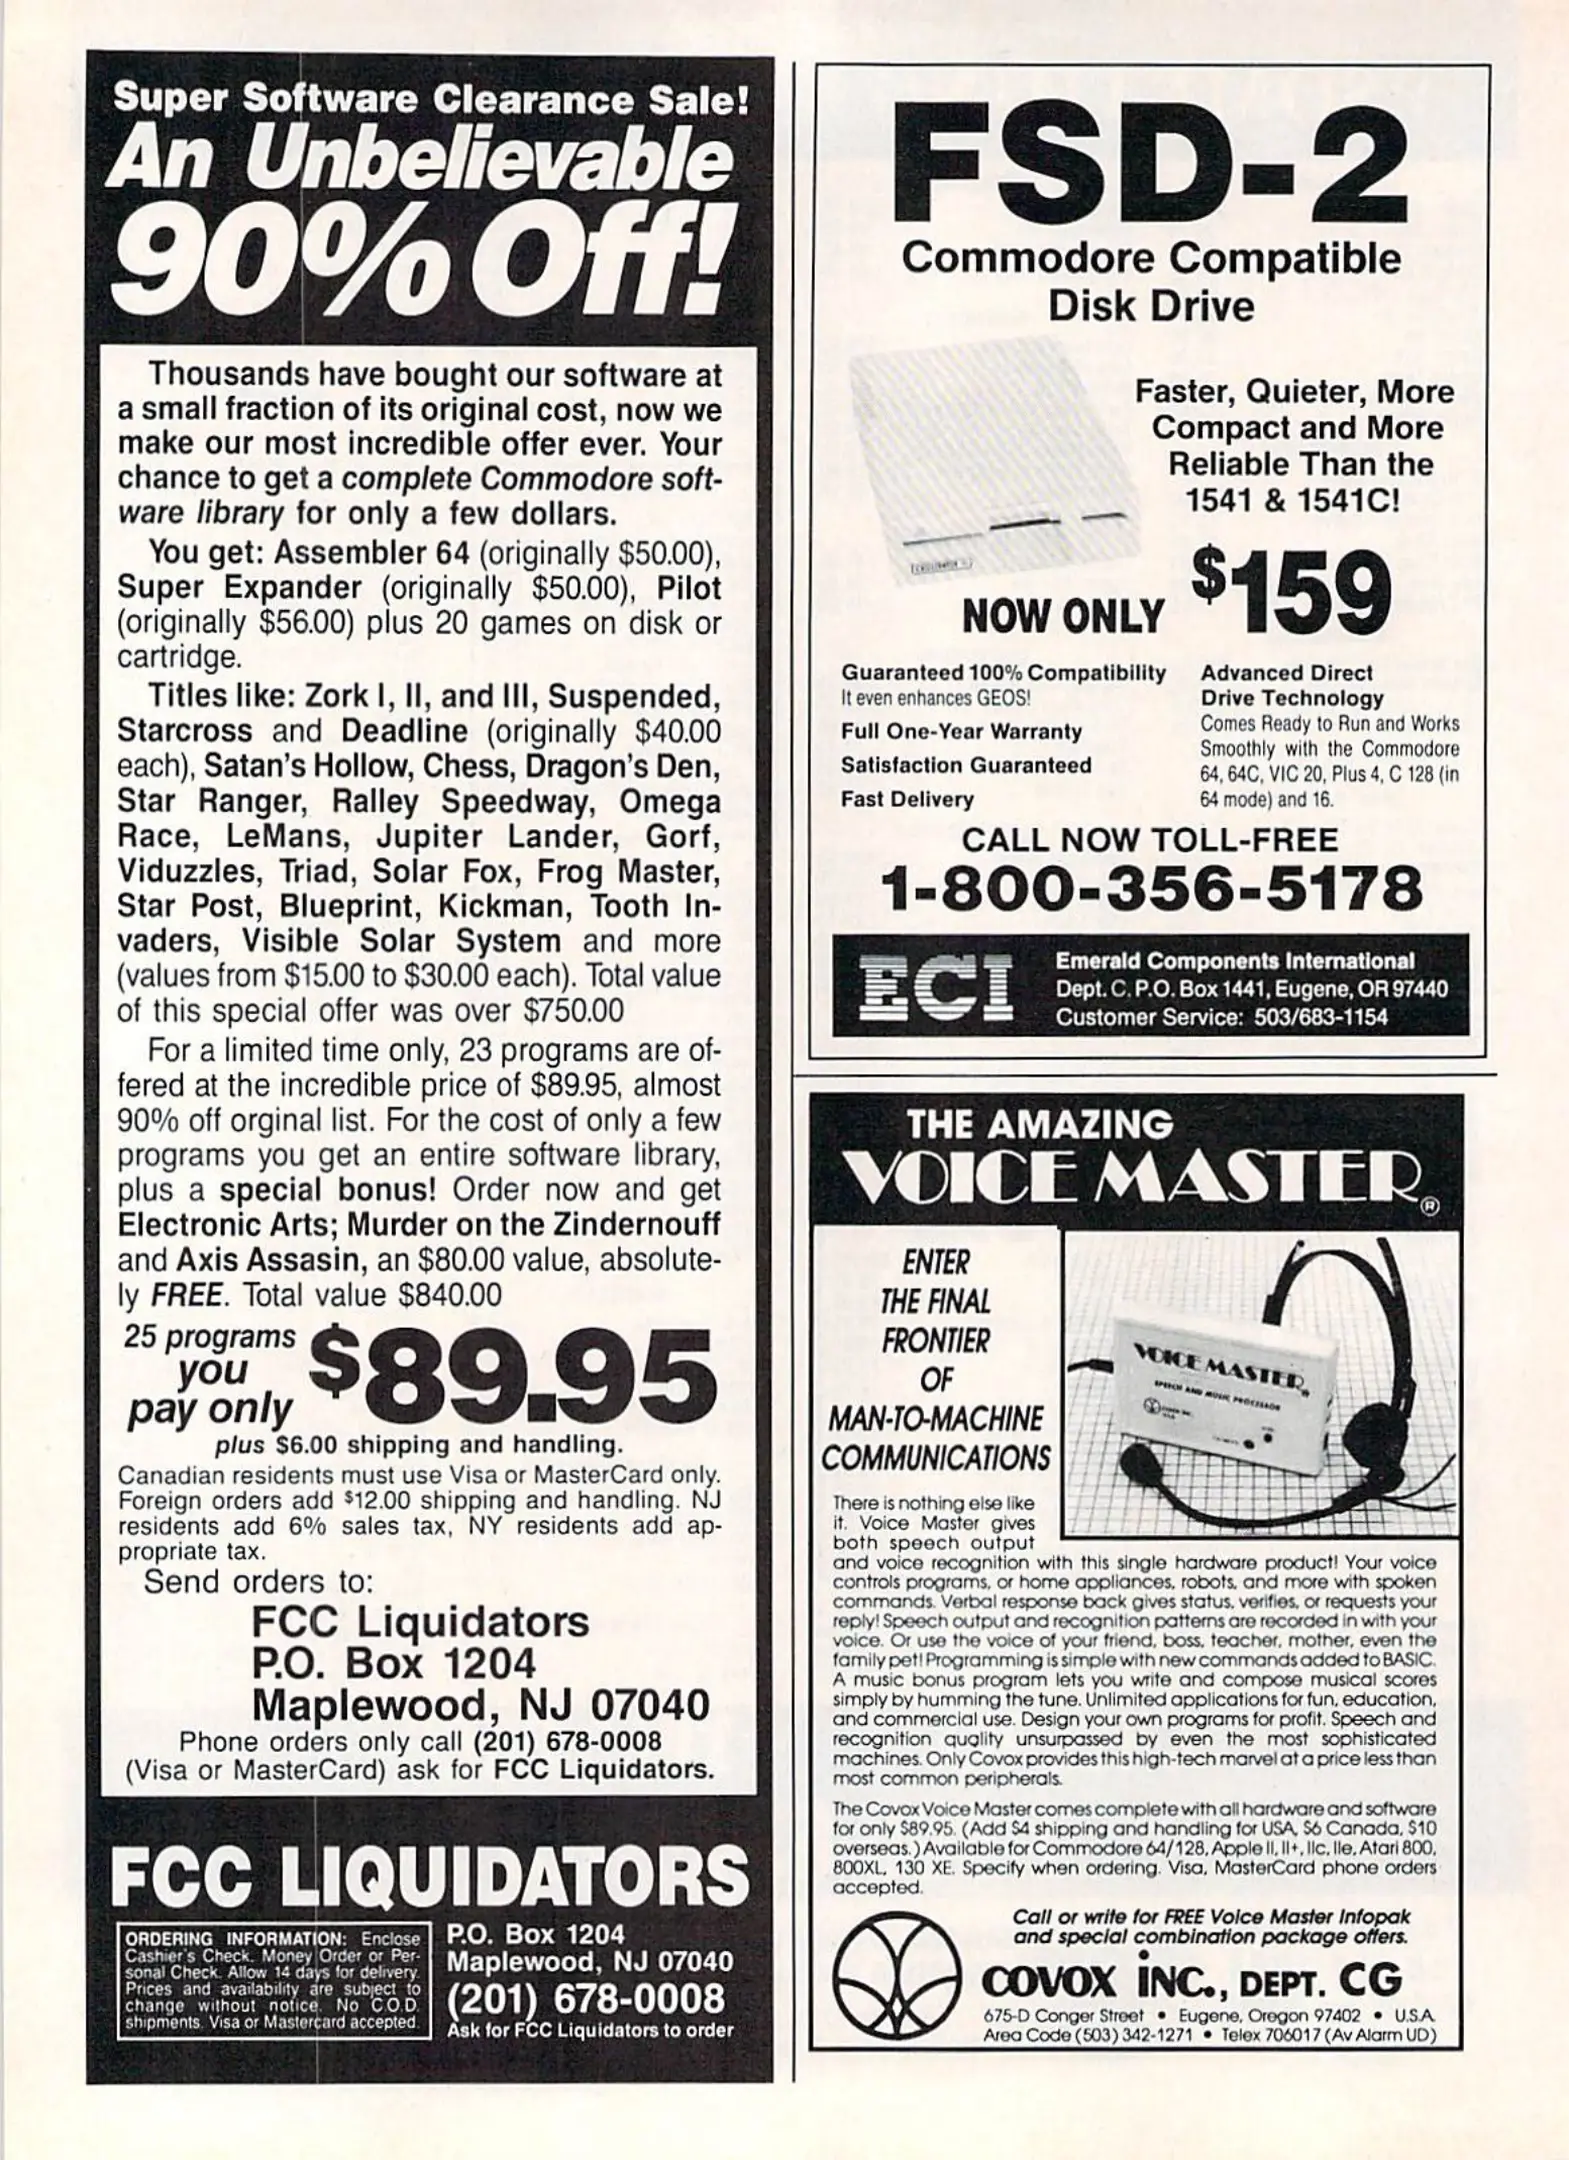 Super Software Clearance Sale!
An Unbelievable
90% Off!
Thousands have bought our software at
a small fraction of its original cost, now we
make our most incredible offer ever. Your
chance to get a complete Commodore soft-
ware library for only a few dollars.
You get: Assembler 64 (originally $50.00),
Super Expander (originally $50.00), Pilot
(originally $56.00) plus 20 games on disk or
cartridge.
Titles like: Zork I, II, and III, Suspended,
Starcross and Deadline (originally $40.00
each), Satan's Hollow, Chess, Dragon's Den,
Star Ranger, Ralley Speedway, Omega
Race, LeMans, Jupiter Lander, Gorf,
Viduzzles, Triad, Solar Fox, Frog Master,
Star Post, Blueprint, Kickman, Tooth In-
vaders, Visible Solar System and more
(values from $15.00 to $30.00 each). Total value
of this special offer was over $750.00
For a limited time only, 23 programs are of-
fered at the incredible price of $89.95, almost
90% off orginal list. For the cost of only a few
programs you get an entire software library,
plus a special bonus! Order now and get
Electronic Arts; Murder on the Zindernouff
and Axis Assasin, an $80.00 value, absolute-
ly FREE. Total value $840.00
25 programs
you
pay only
$89.95
plus $6.00 shipping and handling.
Canadian residents must use Visa or MasterCard only.
Foreign orders add $12.00 shipping and handling. NJ
residents add 6% sales tax, NY residents add ap-
propriate tax.
Send orders to:
FCC Liquidators
P.O. Box 1204
Maplewood, NJ 07040
Phone orders only call (201) 678-0008
(Visa or MasterCard) ask for FCC Liquidators.
FCC LIQUIDATORS
ORDERING INFORMATION: Enclose
Cashier's Check, Money Order or Per-
sonal Check. Allow 14 days for delivery.
Prices and availability are subject to
change without notice. No C.O.D.
shipments. Visa or Mastercard accepted.
P.O. Box 1204
Maplewood, NJ 07040
(201) 678-0008
Ask for FCC Liquidators to order
FSD-2
Commodore Compatible
Disk Drive
Faster, Quieter, More
Compact and More
Reliable Than the
1541 & 1541C!
NOW ONLY $159
Guaranteed 100% Compatibility
It even enhances GEOS!
Full One-Year Warranty
Satisfaction Guaranteed
Fast Delivery
Advanced Direct
Drive Technology
Comes Ready to Run and Works
Smoothly with the Commodore
64, 64C, VIC 20, Plus 4, C 128 (in
64 mode) and 16.
CALL NOW TOLL-FREE
1-800-356-5178
ECI
Emerald Components International
Dept. C. P.O. Box 1441, Eugene, OR 97440
Customer Service: 503/683-1154
THE AMAZING
VOICE MASTER®
ENTER
THE FINAL
FRONTIER
OF
MAN-TO-MACHINE
COMMUNICATIONS
VOICE MASTER®
SPEECH AND MUSIC PROCESSOR
There is nothing else like
it. Voice Master gives
both speech output
and voice recognition with this single hardware product! Your voice
controls programs, or home appliances, robots, and more with spoken
commands. Verbal response back gives status, verifies, or requests your
reply! Speech output and recognition patterns are recorded in with your
voice. Or use the voice of your friend, boss, teacher, mother, even the
family pet! Programming is simple with new commands added to BASIC.
A music bonus program lets you write and compose musical scores
simply by humming the tune. Unlimited applications for fun, education,
and commercial use. Design your own programs for profit. Speech and
recognition quality unsurpassed by even the most sophisticated
machines. Only Covox provides this high-tech marvel at a price less than
most common peripherals.
The Covox Voice Master comes complete with all hardware and software
for only $89.95. (Add $4 shipping and handling for USA, $6 Canada, $10
overseas.) Available for Commodore 64/128, Apple II, II+, IIc, IIe, Atari 800,
800XL, 130 XE. Specify when ordering. Visa, MasterCard phone orders
accepted.
Call or write for FREE Voice Master Infopak
and special combination package offers.
COVOX INC., DEPT. CG
675-D Conger Street • Eugene, Oregon 97402 • U.S.A.
Area Code (503) 342-1271 • Telex 706017 (Av Alarm UD)